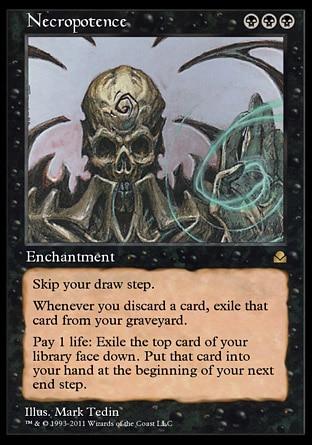 Necropotence
Enchantment
Skip your draw step.
Whenever you discard a card, exile that
card from your graveyard.
Pay 1 life: Exile the top card of your
library face down. Put that card into
your hand at the beginning of your next
end step.
Illus. Mark Tedin
™ & © 1993-2011 Wizards of the Coast LLC